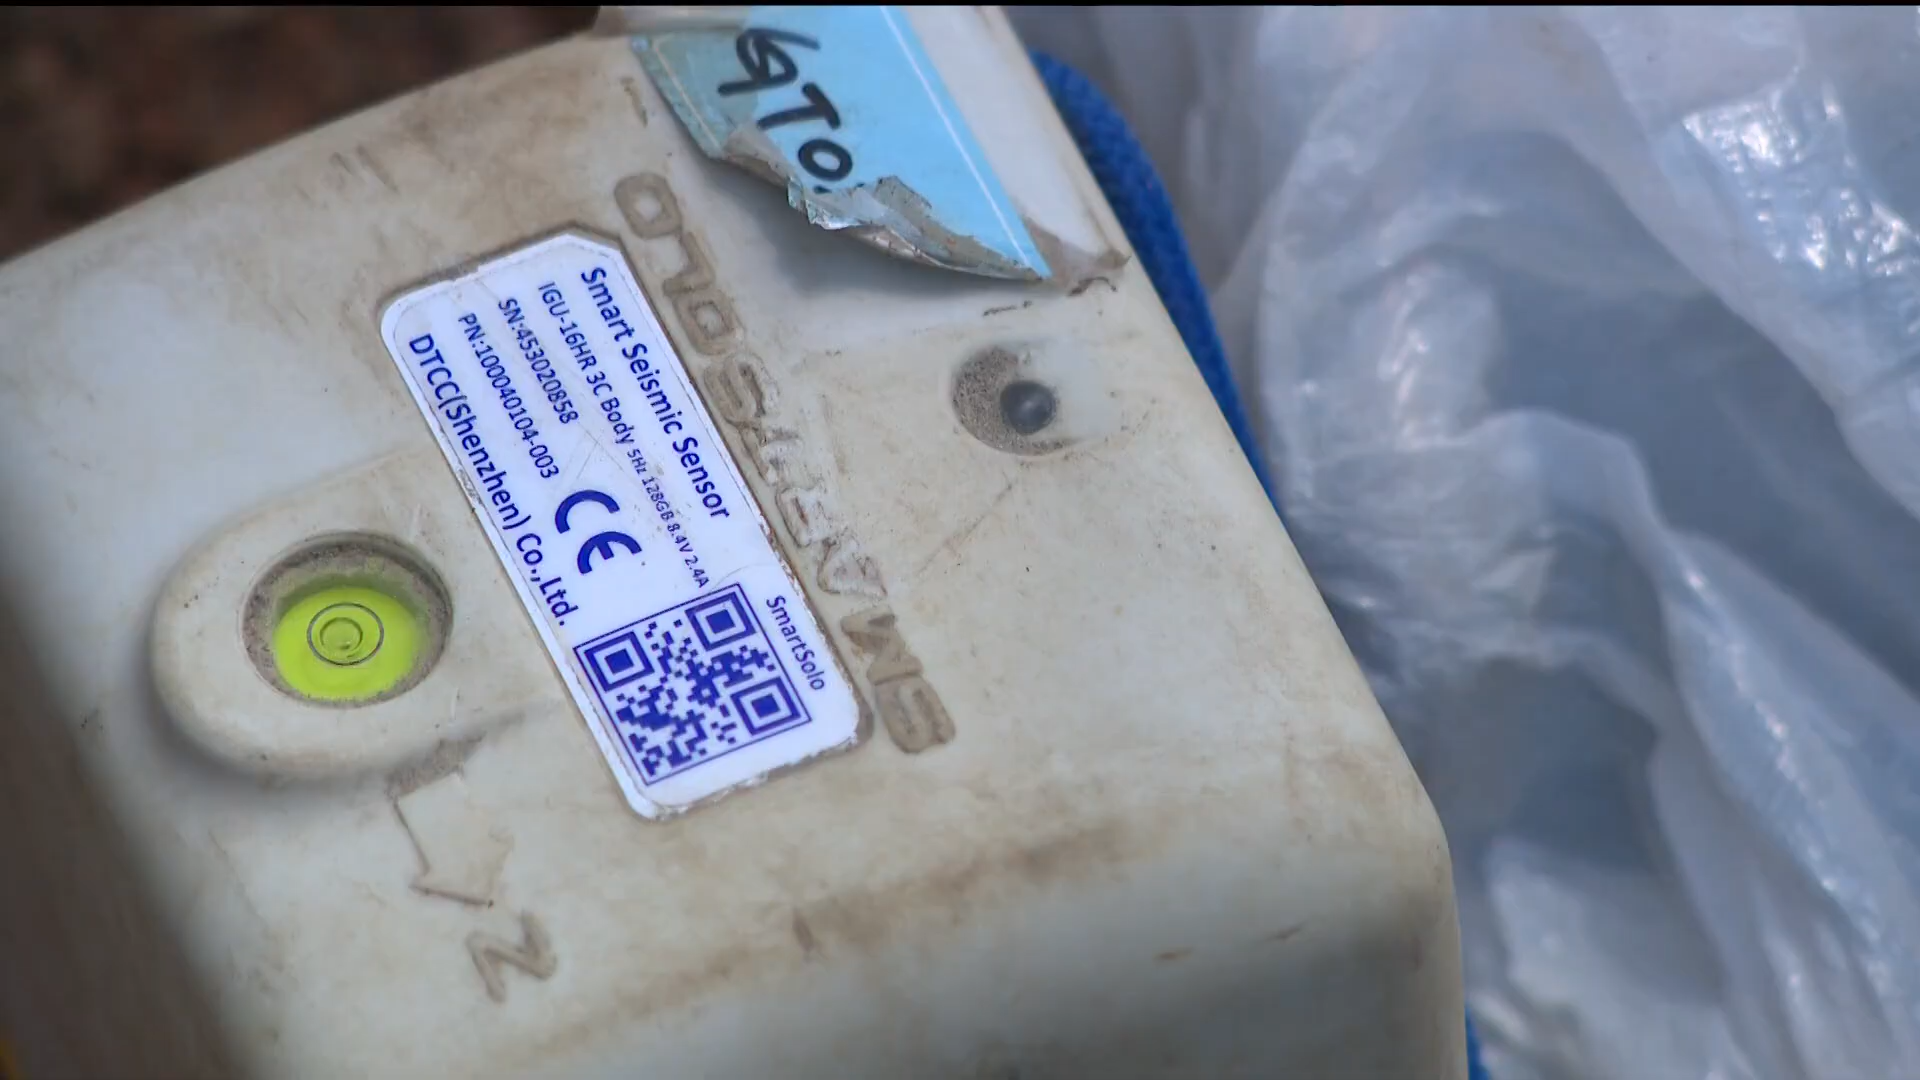 GTO
SMARTSOLO
Smart Seismic Sensor
IGU-16HR 3C Body 5Hz 128GB 8.4V 2.4A
SN:453020858
PN:100040104-003
CE
DTCC(Shenzhen) Co.,Ltd.
SmartSolo
N